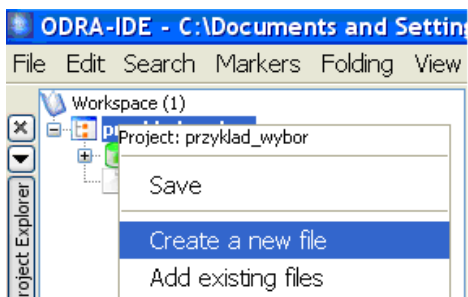 ODRA-IDE - C:\Documents and Setting
File Edit Search Markers Folding View
Workspace (1)
Project: przyklad_wybor
Save
Create a new file
Add existing files
roject Explorer